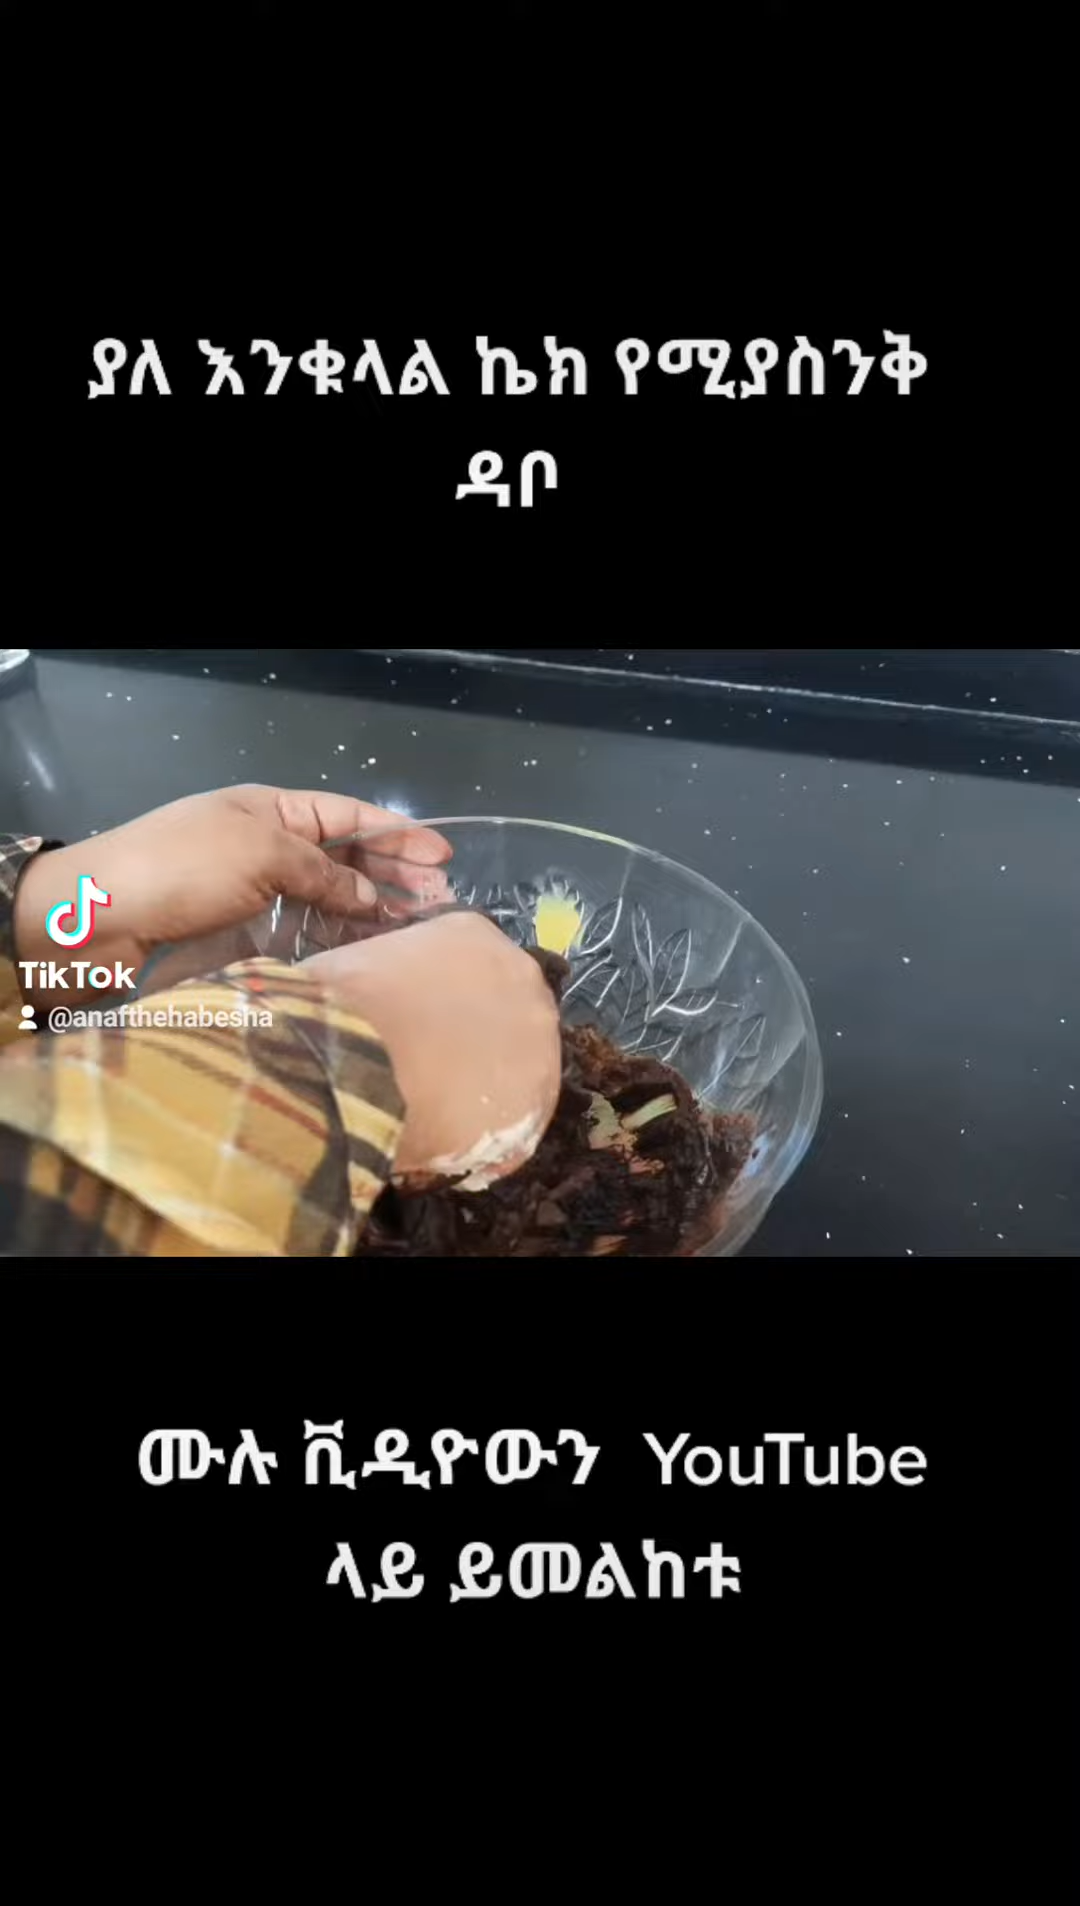 ያለ እንቁላል ኬክ የሚያስንቅ
ዳቦ
TikTok
@anafthehabesha
ሙሉ ቪዲዮውን YouTube
ላይ ይመልከቱ